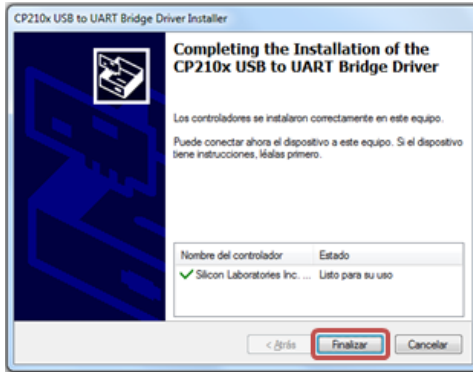 CP210x USB to UART Bridge Driver Installer
Completing the Installation of the
CP210x USB to UART Bridge Driver
Los controladores se instalaron correctamente en este equipo.
Puede conectar ahora el dispositivo a este equipo. Si el dispositivo
tiene instrucciones, léalas primero.
Nombre del controlador Estado
Silicon Laboratories Inc. ... Listo para su uso
< Atrás Finalizar Cancelar